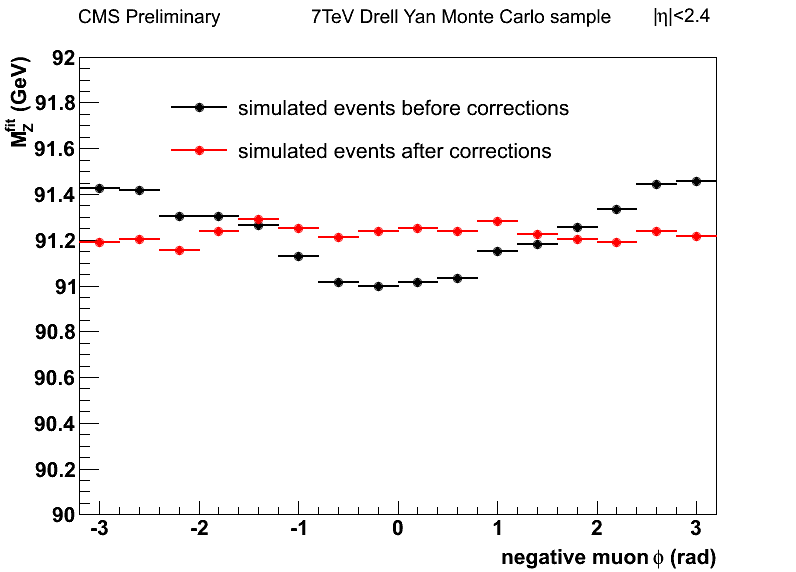 CMS Preliminary 7TeV Drell Yan Monte Carlo sample |η|<2.4
M_Z^fit (GeV)
simulated events before corrections
simulated events after corrections
92
91.8
91.6
91.4
91.2
91
90.8
90.6
90.4
90.2
90
-3 -2 -1 0 1 2 3
negative muon ϕ (rad)